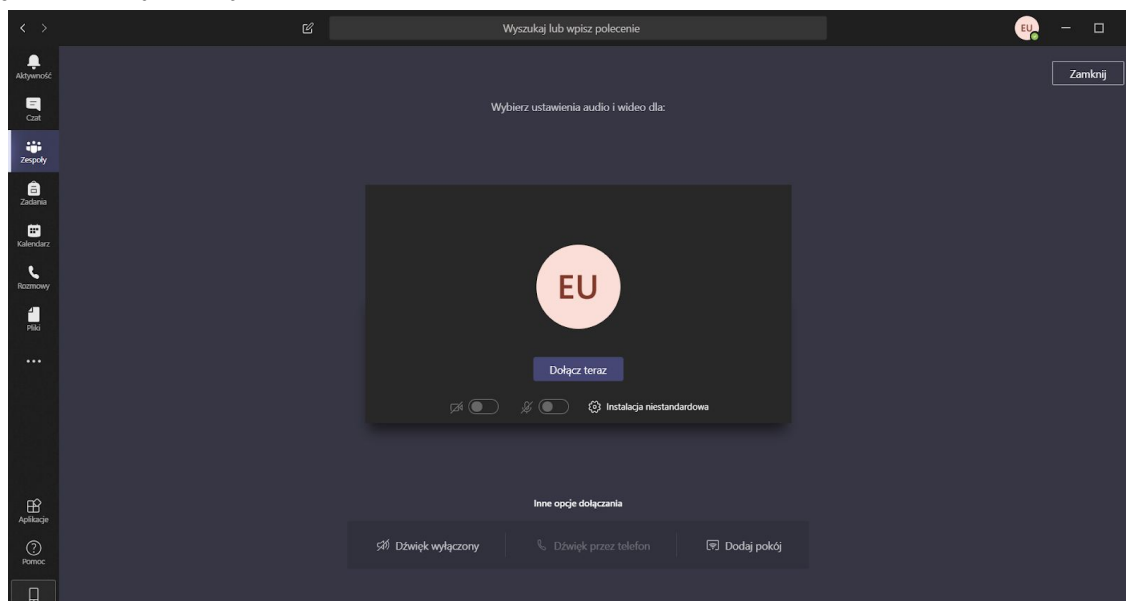 Wyszukaj lub wpisz polecenie
EU
Aktywność
Czat
Zespoły
Zadania
Kalendarz
Rozmowy
Pliki
Aplikacje
Pomoc
Zamknij
Wybierz ustawienia audio i wideo dla:
EU
Dołącz teraz
Instalacja niestandardowa
Inne opcje dołączania
Dźwięk wyłączony
Dźwięk przez telefon
Dodaj pokój